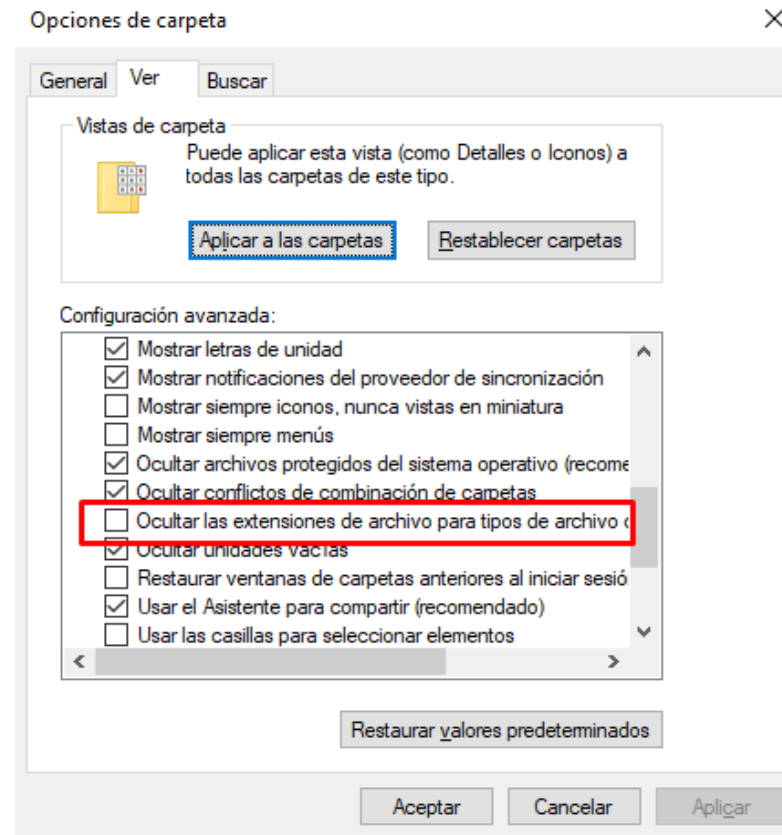 Opciones de carpeta
General
Ver
Buscar
Vistas de carpeta
Puede aplicar esta vista (como Detalles o Iconos) a
todas las carpetas de este tipo.
Aplicar a las carpetas
Restablecer carpetas
Configuración avanzada:
Mostrar letras de unidad
Mostrar notificaciones del proveedor de sincronización
Mostrar siempre iconos, nunca vistas en miniatura
Mostrar siempre menús
Ocultar archivos protegidos del sistema operativo (recome
Ocultar conflictos de combinación de carpetas
Ocultar las extensiones de archivo para tipos de archivo
Ocultar unidades vacías
Restaurar ventanas de carpetas anteriores al iniciar sesió
Usar el Asistente para compartir (recomendado)
Usar las casillas para seleccionar elementos
Restaurar valores predeterminados
Aceptar
Cancelar
Aplicar